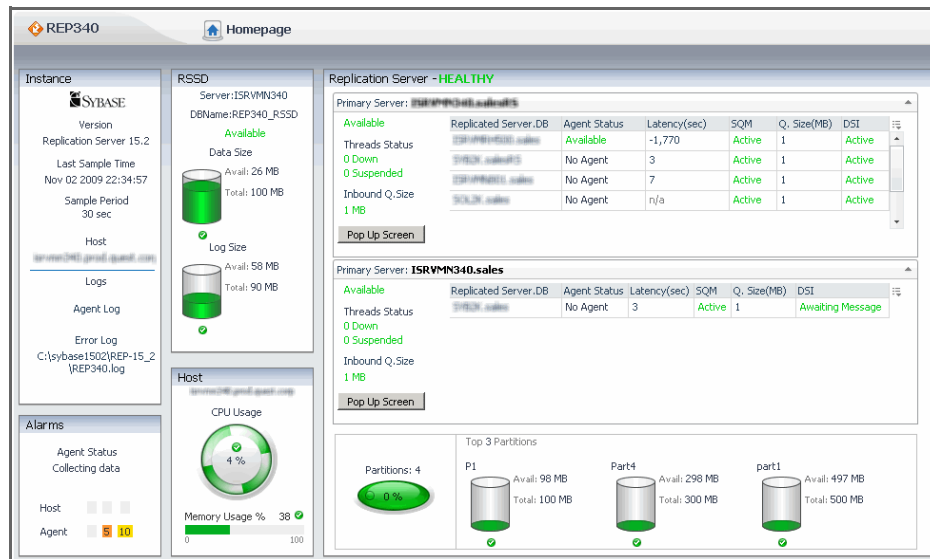 REP340
Homepage
Instance
SYBASE
Version
Replication Server 15.2
Last Sample Time
Nov 02 2009 22:34:57
Sample Period
30 sec
Host
Logs
Agent Log
Error Log
C:\sybase1502\REP-15_2
\REP340.log
Alarms
Agent Status
Collecting data
Host
Agent 5 10
RSSD
Server:ISRVMN340
DBName:REP340_RSSD
Available
Data Size
Avail: 26 MB
Total: 100 MB
Log Size
Avail: 58 MB
Total: 90 MB
Host
CPU Usage
4 %
Memory Usage % 38
0 100
Replication Server - HEALTHY
Primary Server:
Available
Threads Status
0 Down
0 Suspended
Inbound Q.Size
1 MB
Pop Up Screen
Replicated Server.DB Agent Status Latency(sec) SQM Q. Size(MB) DSI
Available -1,770 Active 1 Active
No Agent 3 Active 1 Active
No Agent 7 Active 1 Active
No Agent n/a Active 1 Active
Primary Server: ISRVMN340.sales
Available
Threads Status
0 Down
0 Suspended
Inbound Q.Size
1 MB
Pop Up Screen
Replicated Server.DB Agent Status Latency(sec) SQM Q. Size(MB) DSI
No Agent 3 Active 1 Awaiting Message
Partitions: 4
0 %
Top 3 Partitions
P1
Avail: 98 MB
Total: 100 MB
Part4
Avail: 298 MB
Total: 300 MB
part1
Avail: 497 MB
Total: 500 MB